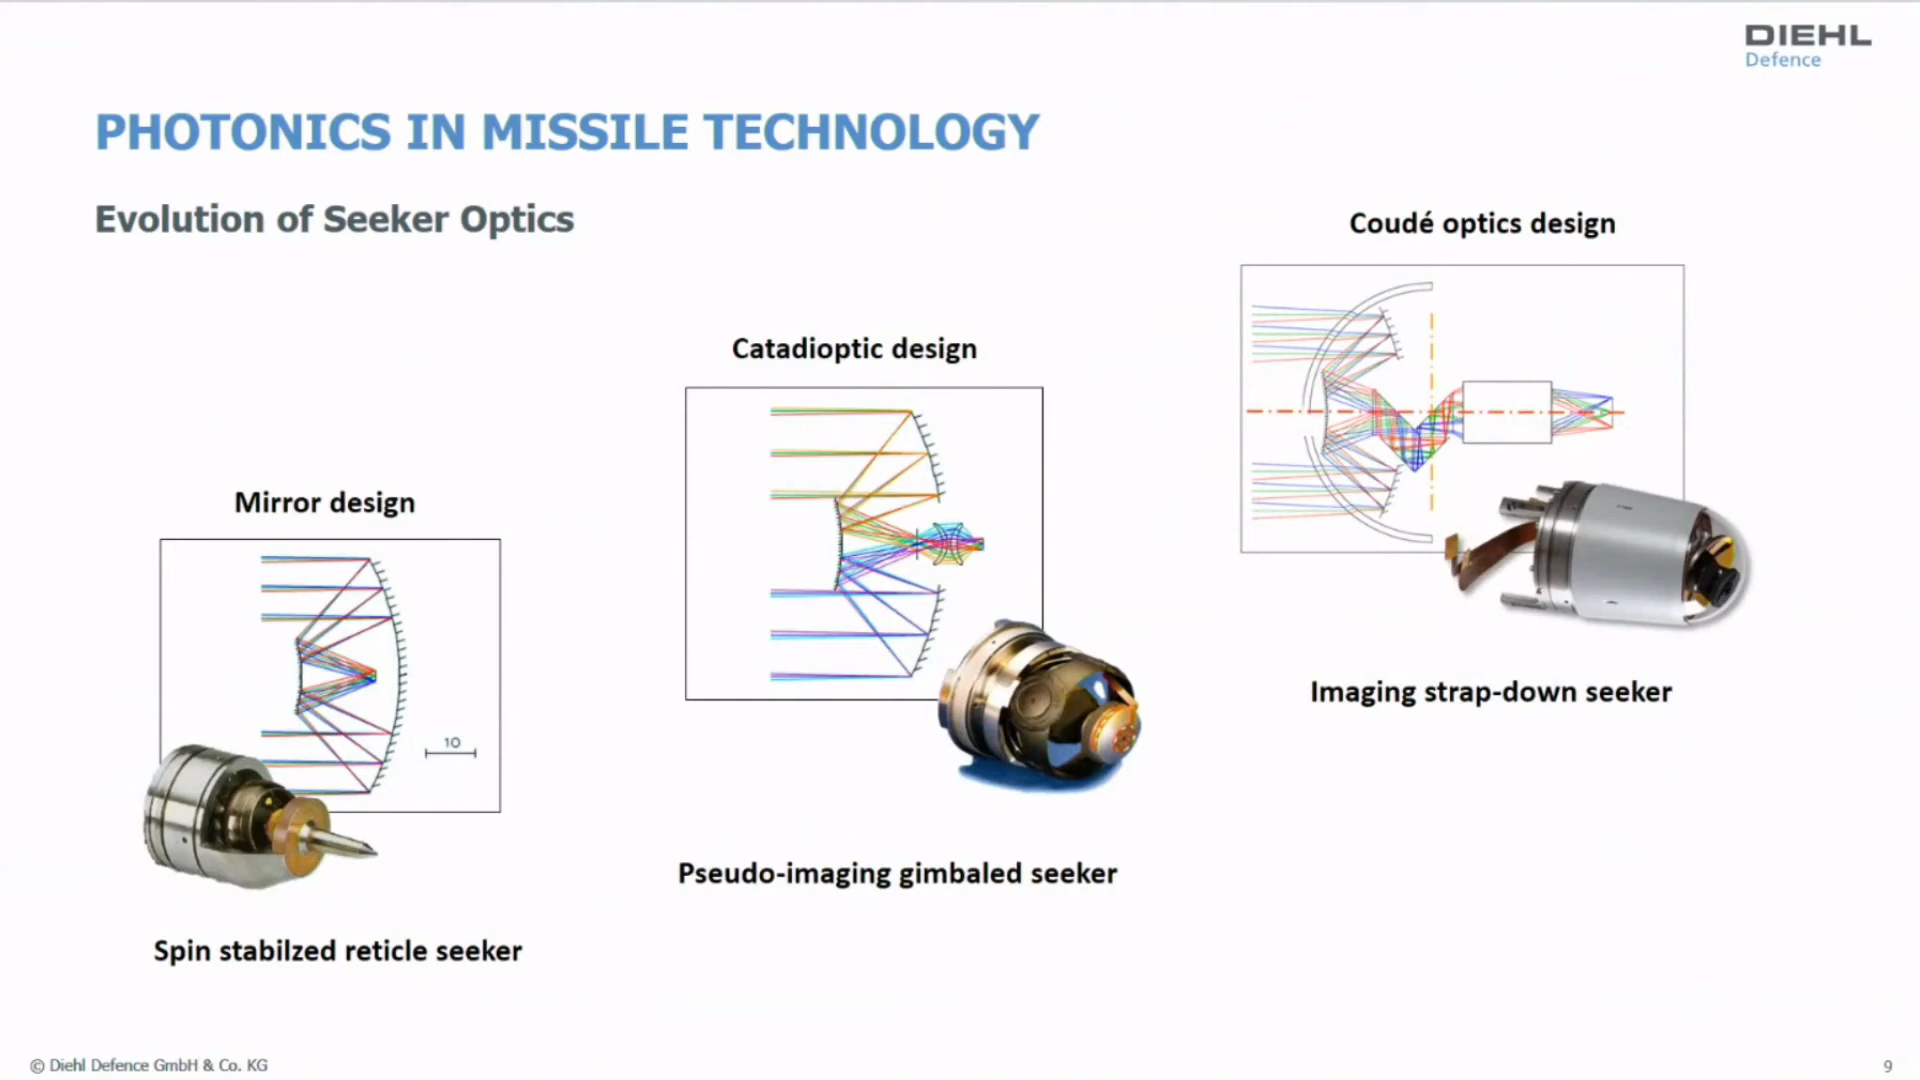 DIEHL
Defence
PHOTONICS IN MISSILE TECHNOLOGY
Evolution of Seeker Optics
Coudé optics design
Catadioptic design
Mirror design
10
Imaging strap-down seeker
Pseudo-imaging gimbaled seeker
Spin stabilzed reticle seeker
© Diehl Defence GmbH & Co. KG
9